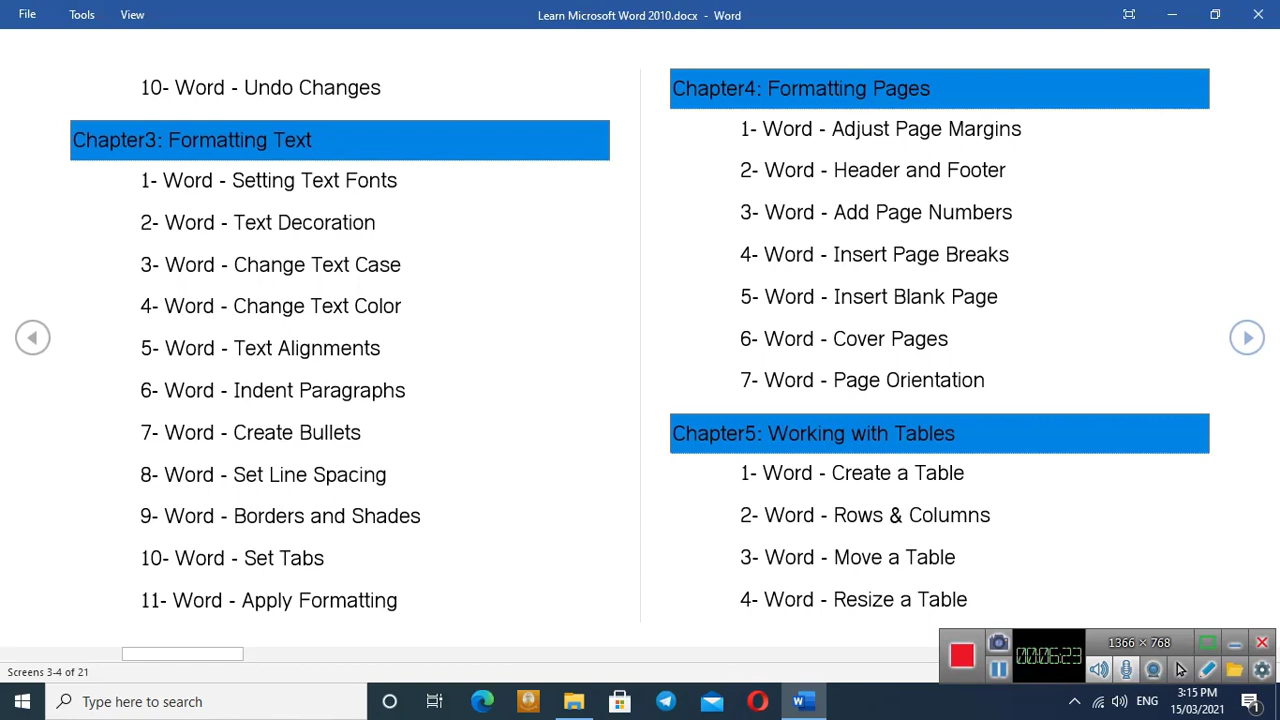 File Tools View Learn Microsoft Word 2010.docx - Word
10- Word - Undo Changes
Chapter3: Formatting Text
1- Word - Setting Text Fonts
2- Word - Text Decoration
3- Word - Change Text Case
4- Word - Change Text Color
5- Word - Text Alignments
6- Word - Indent Paragraphs
7- Word - Create Bullets
8- Word - Set Line Spacing
9- Word - Borders and Shades
10- Word - Set Tabs
11- Word - Apply Formatting
Chapter4: Formatting Pages
1- Word - Adjust Page Margins
2- Word - Header and Footer
3- Word - Add Page Numbers
4- Word - Insert Page Breaks
5- Word - Insert Blank Page
6- Word - Cover Pages
7- Word - Page Orientation
Chapter5: Working with Tables
1- Word - Create a Table
2- Word - Rows & Columns
3- Word - Move a Table
4- Word - Resize a Table
1366 × 768
00:06:23
Screens 3-4 of 21
Type here to search
ENG
3:15 PM
15/03/2021
1